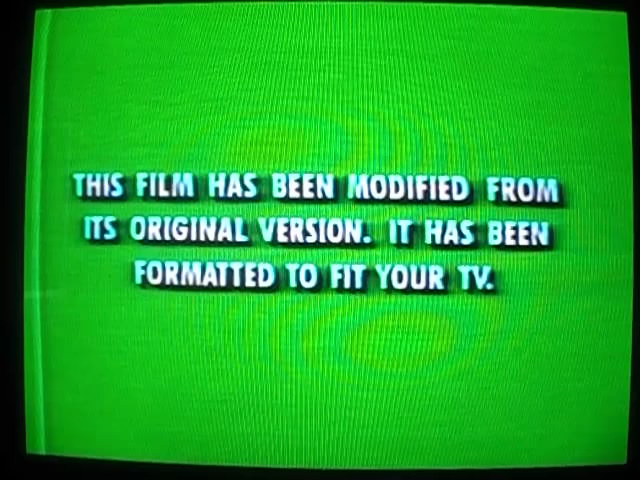 THIS FILM HAS BEEN MODIFIED FROM
ITS ORIGINAL VERSION. IT HAS BEEN
FORMATTED TO FIT YOUR TV.